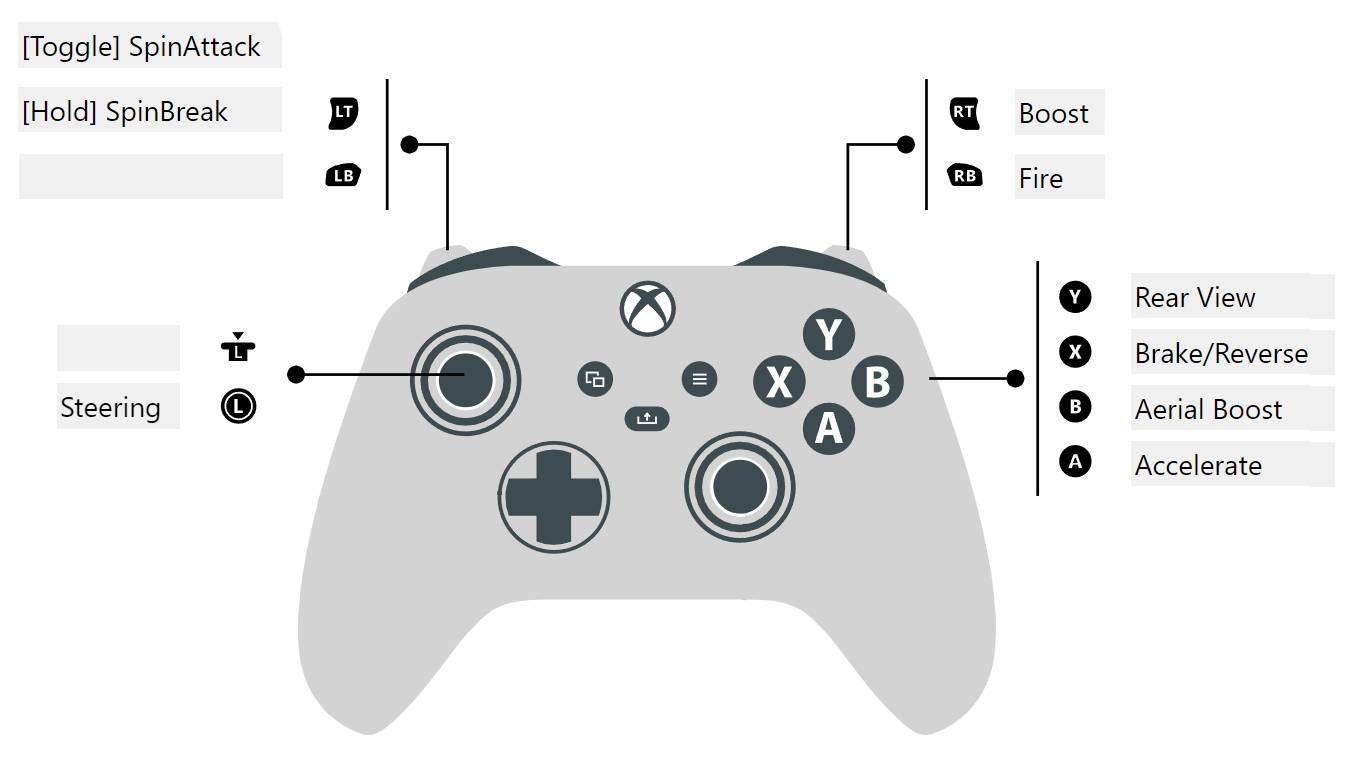 [Toggle] SpinAttack
[Hold] SpinBreak
LT
LB
RT
Boost
RB
Fire
L
Steering
L
Y
Rear View
X
Brake/Reverse
B
Aerial Boost
A
Accelerate
Y
X
B
A